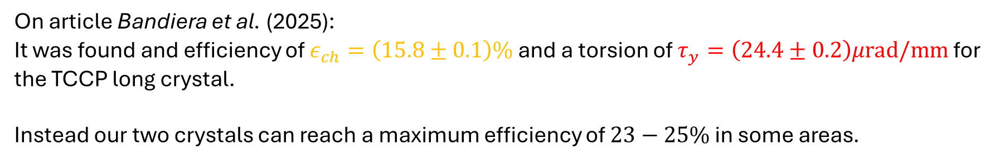 On article Bandiera et al. (2025):
It was found and efficiency of ϵ_ch = (15.8 ± 0.1)% and a torsion of τ_y = (24.4 ± 0.2)μrad/mm for
the TCCP long crystal.
Instead our two crystals can reach a maximum efficiency of 23 − 25% in some areas.